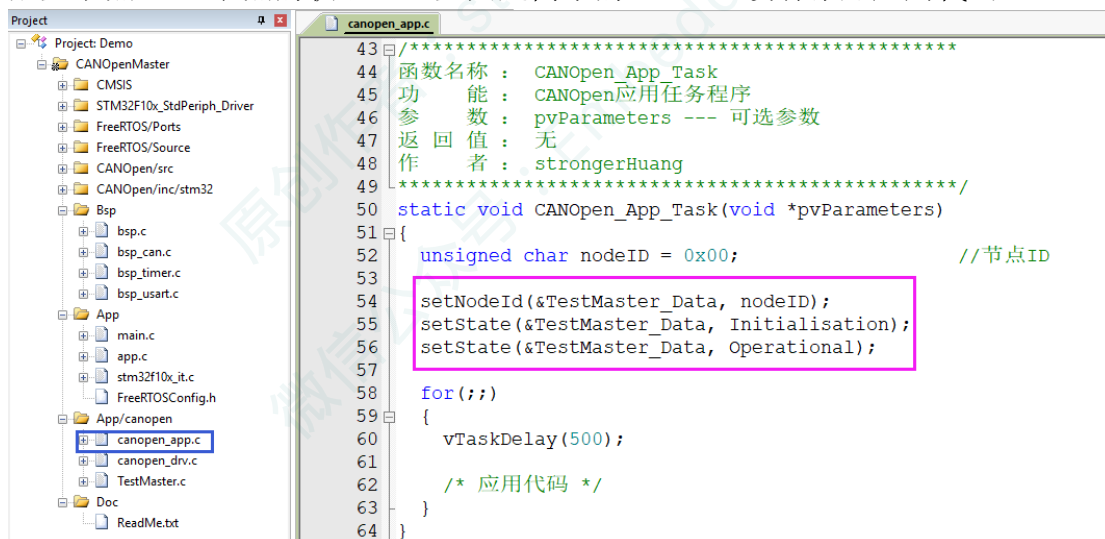 Project
Project: Demo
CANOpenMaster
CMSIS
STM32F10x_StdPeriph_Driver
FreeRTOS/Ports
FreeRTOS/Source
CANOpen/src
CANOpen/inc/stm32
Bsp
bsp.c
bsp_can.c
bsp_timer.c
bsp_usart.c
App
main.c
app.c
stm32f10x_it.c
FreeRTOSConfig.h
App/canopen
canopen_app.c
canopen_drv.c
TestMaster.c
Doc
ReadMe.txt
canopen_app.c
43 /************************************************
44 函数名称 : CANOpen_App_Task
45 功 能 : CANOpen应用任务程序
46 参 数 : pvParameters --- 可选参数
47 返 回 值 : 无
48 作 者 : strongerHuang
49 *************************************************/
50 static void CANOpen_App_Task(void *pvParameters)
51 {
52 unsigned char nodeID = 0x00; //节点ID
53
54 setNodeId(&TestMaster_Data, nodeID);
55 setState(&TestMaster_Data, Initialisation);
56 setState(&TestMaster_Data, Operational);
57
58 for(;;)
59 {
60 vTaskDelay(500);
61
62 /* 应用代码 */
63 }
64 }